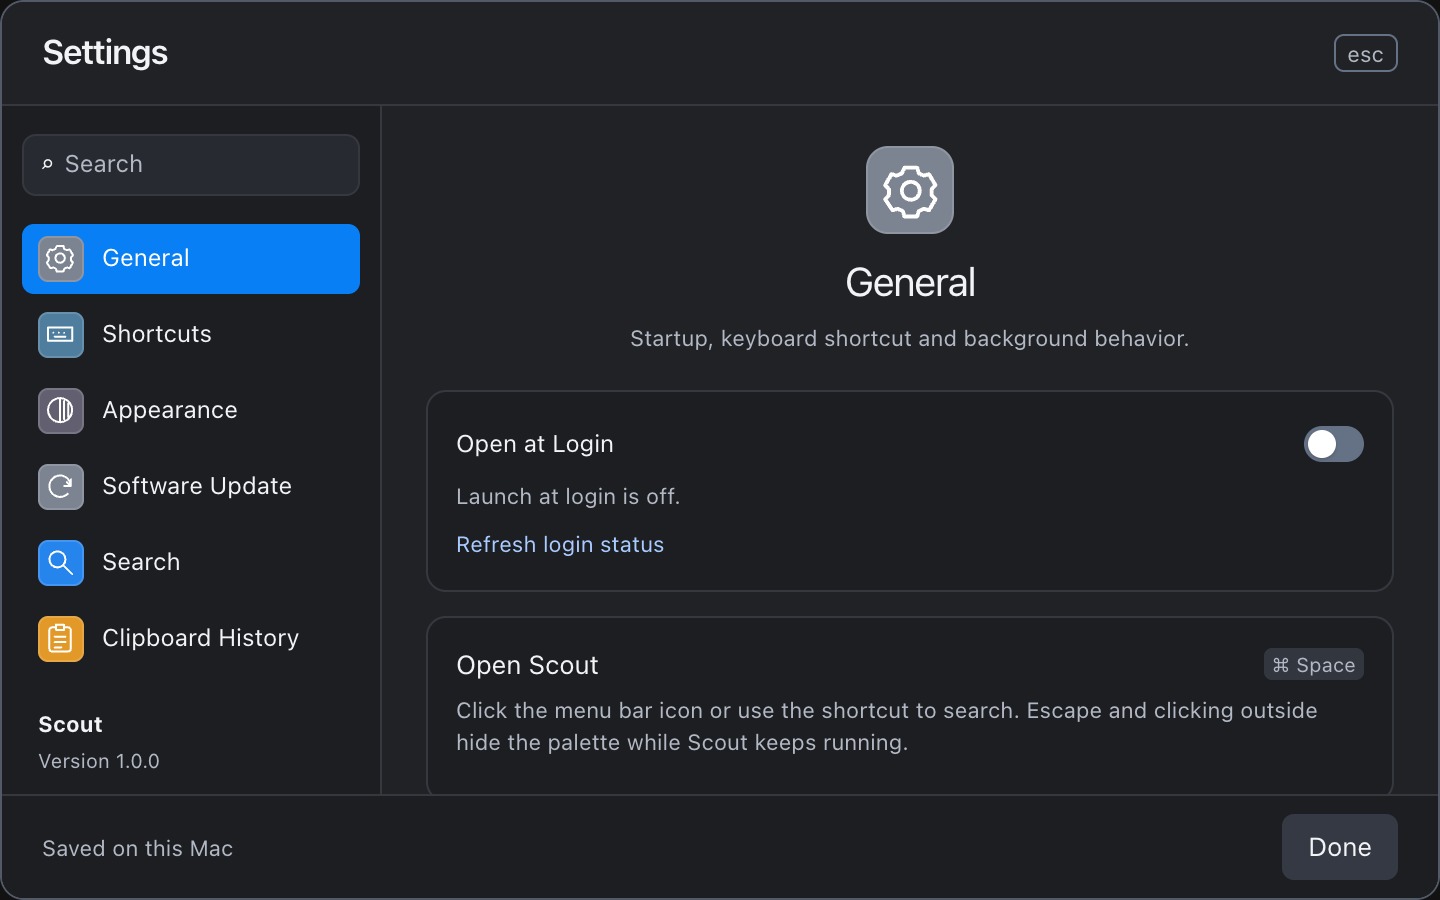 Settings
esc
Search
General
Shortcuts
Appearance
Software Update
Search
Clipboard History
Scout
Version 1.0.0
General
Startup, keyboard shortcut and background behavior.
Open at Login
Launch at login is off.
Refresh login status
Open Scout
⌘ Space
Click the menu bar icon or use the shortcut to search. Escape and clicking outside
hide the palette while Scout keeps running.
Saved on this Mac
Done